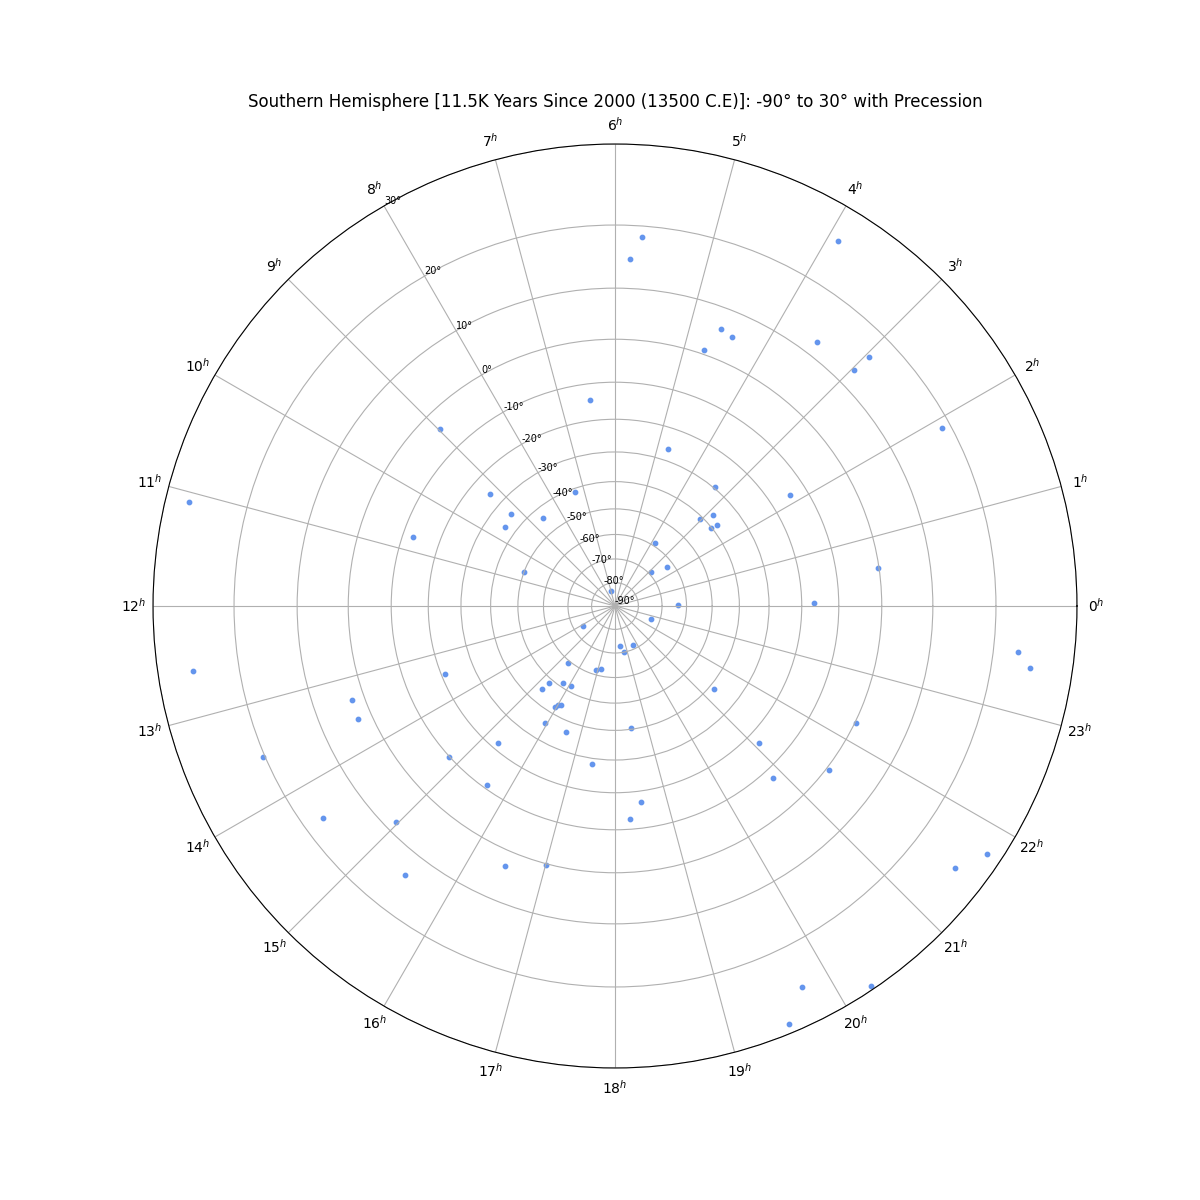 Southern Hemisphere [11.5K Years Since 2000 (13500 C.E)]: -90° to 30° with Precession
6ʰ
7ʰ
5ʰ
8ʰ
4ʰ
30°
9ʰ
3ʰ
20°
10°
10ʰ
2ʰ
0°
-10°
-20°
-30°
11ʰ
1ʰ
-40°
-50°
-60°
-70°
-80°
-90°
12ʰ
0ʰ
13ʰ
23ʰ
14ʰ
22ʰ
15ʰ
21ʰ
16ʰ
20ʰ
17ʰ
19ʰ
18ʰ